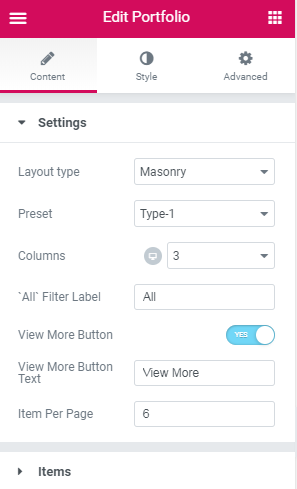 Edit Portfolio
Content Style Advanced
Settings
Layout type Masonry
Preset Type-1
Columns 3
`All` Filter Label All
View More Button YES
View More Button
Text View More
Item Per Page 6
Items